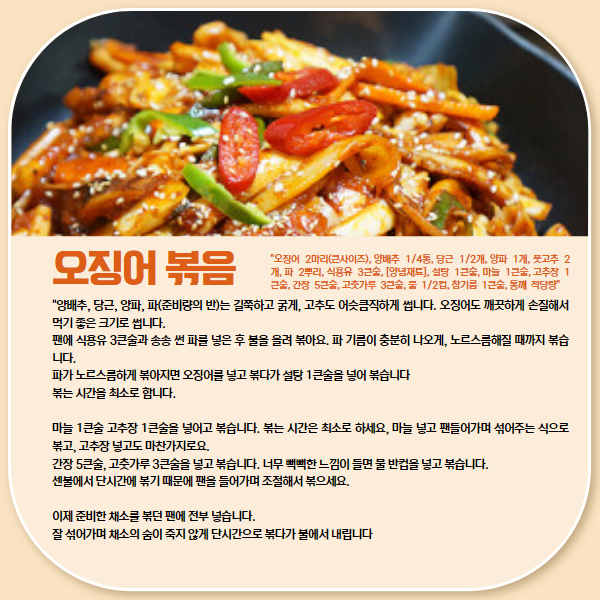 오징어 볶음
"오징어 2마리(큰사이즈), 양배추 1/4통, 당근 1/2개, 양파 1개, 풋고추 2
개, 파 2뿌리, 식용유 3큰술, [양념재료], 설탕 1큰술, 마늘 1큰술, 고추장 1
큰술, 간장 5큰술, 고춧가루 3큰술, 물 1/2컵, 참기름 1큰술, 통깨 적당량"
"양배추, 당근, 양파, 파(준비량의 반)는 길쭉하고 굵게, 고추도 어슷큼직하게 썹니다. 오징어도 깨끗하게 손질해서
먹기 좋은 크기로 썹니다.
팬에 식용유 3큰술과 송송 썬 파를 넣은 후 불을 올려 볶아요. 파 기름이 충분히 나오게, 노르스름해질 때까지 볶습
니다.
파가 노르스름하게 볶아지면 오징어를 넣고 볶다가 설탕 1큰술을 넣어 볶습니다
볶는 시간을 최소로 합니다.
마늘 1큰술 고추장 1큰술을 넣어고 볶습니다. 볶는 시간은 최소로 하세요, 마늘 넣고 팬들어가며 섞어주는 식으로
볶고, 고추장 넣고도 마찬가지로요.
간장 5큰술, 고춧가루 3큰술을 넣고 볶습니다. 너무 뻑뻑한 느낌이 들면 물 반컵을 넣고 볶습니다.
센불에서 단시간에 볶기 때문에 팬을 들어가며 조절해서 볶으세요.
이제 준비한 채소를 볶던 팬에 전부 넣습니다.
잘 섞어가며 채소의 숨이 죽지 않게 단시간으로 볶다가 불에서 내립니다